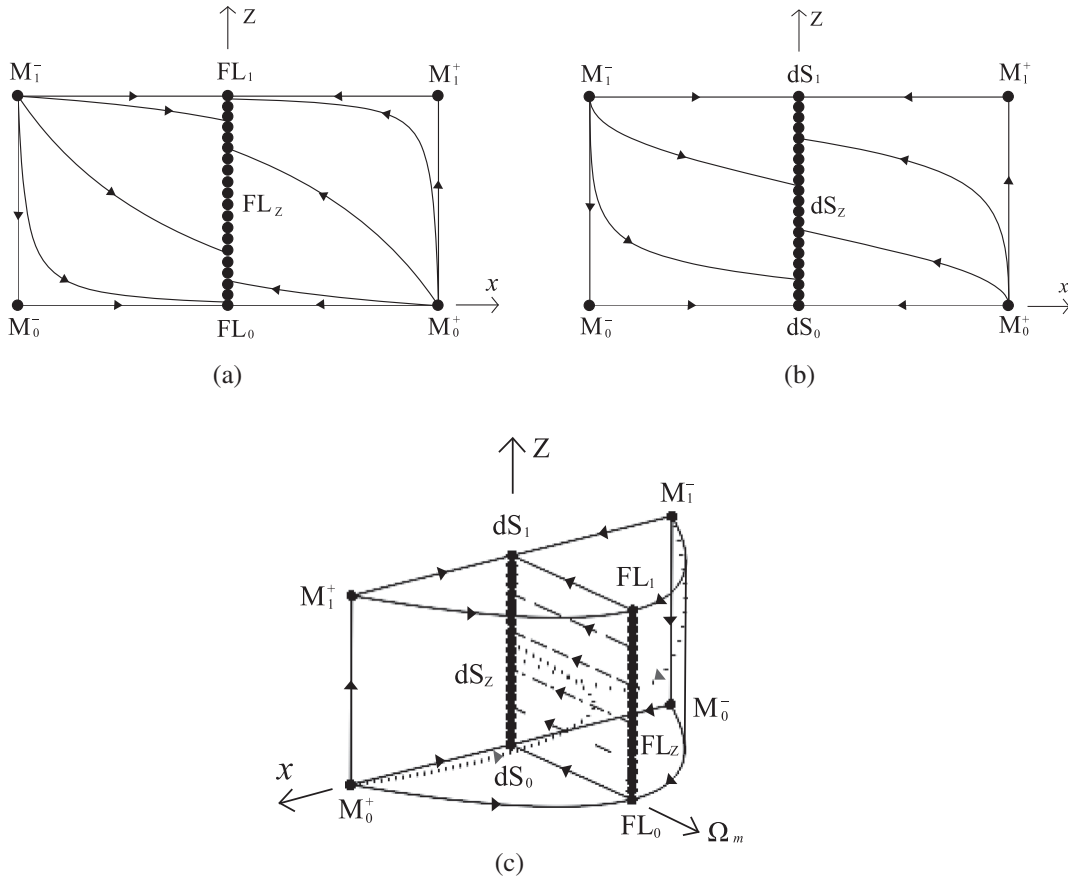 Z
M₁⁻ FL₁ M₁⁺
FL_Z
x
M₀⁻ FL₀ M₀⁺
(a)
Z
M₁⁻ dS₁ M₁⁺
dS_Z
x
M₀⁻ dS₀ M₀⁺
(b)
Z
M₁⁻
dS₁
FL₁
M₁⁺
dS_Z
M₀⁻
FL_Z
x
dS₀
M₀⁺
FL₀
Ω_m
(c)